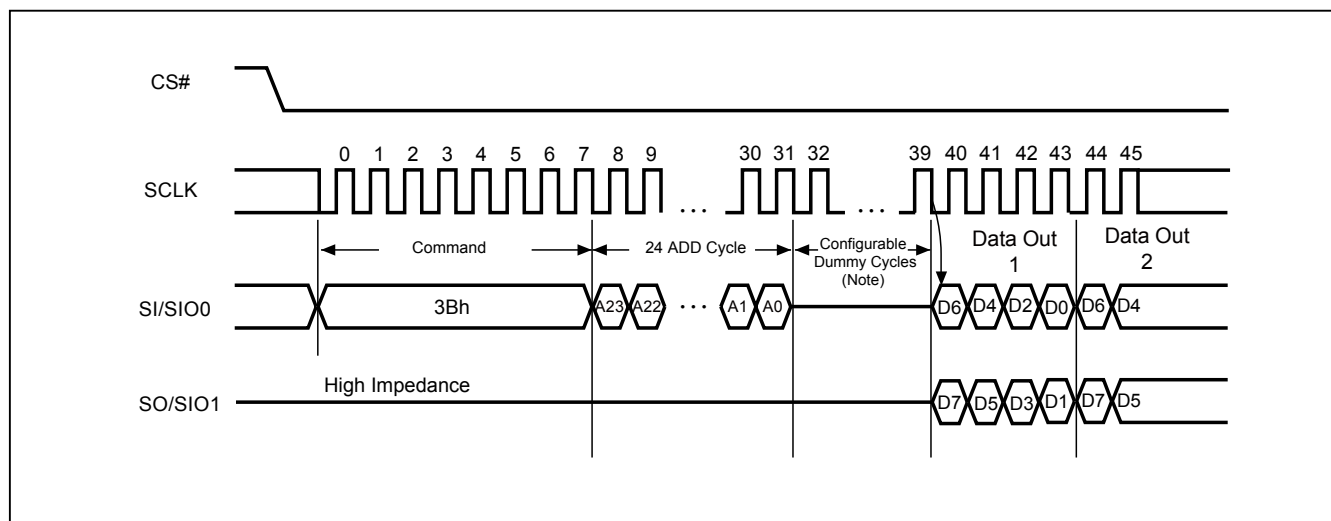 CS#
0 1 2 3 4 5 6 7 8 9 30 31 32 39 40 41 42 43 44 45
SCLK
... ...
Command 24 ADD Cycle Configurable Dummy Cycles (Note) Data Out 1 Data Out 2
SI/SIO0 3Bh A23 A22 ... A1 A0 D6 D4 D2 D0 D6 D4
High Impedance
SO/SIO1 D7 D5 D3 D1 D7 D5